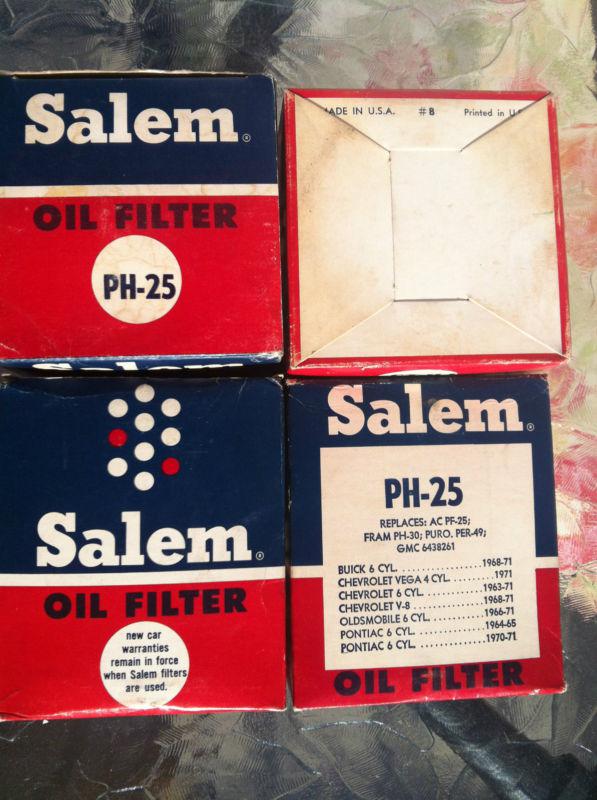 Salem®
OIL FILTER
PH-25
Salem
MADE IN U.S.A. #8 Printed in U.S
Salem®
OIL FILTER
new car
warranties
remain in force
when Salem filters
are used.
Salem®
PH-25
REPLACES: AC PF-25;
FRAM PH-30; PURO. PER-49;
GMC 6438261
BUICK 6 CYL. 1968-71
CHEVROLET VEGA 4 CYL. 1971
CHEVROLET 6 CYL. 1963-71
CHEVROLET V-8 1968-71
OLDSMOBILE 6 CYL. 1966-71
PONTIAC 6 CYL. 1964-65
PONTIAC 6 CYL. 1970-71
OIL FILTER